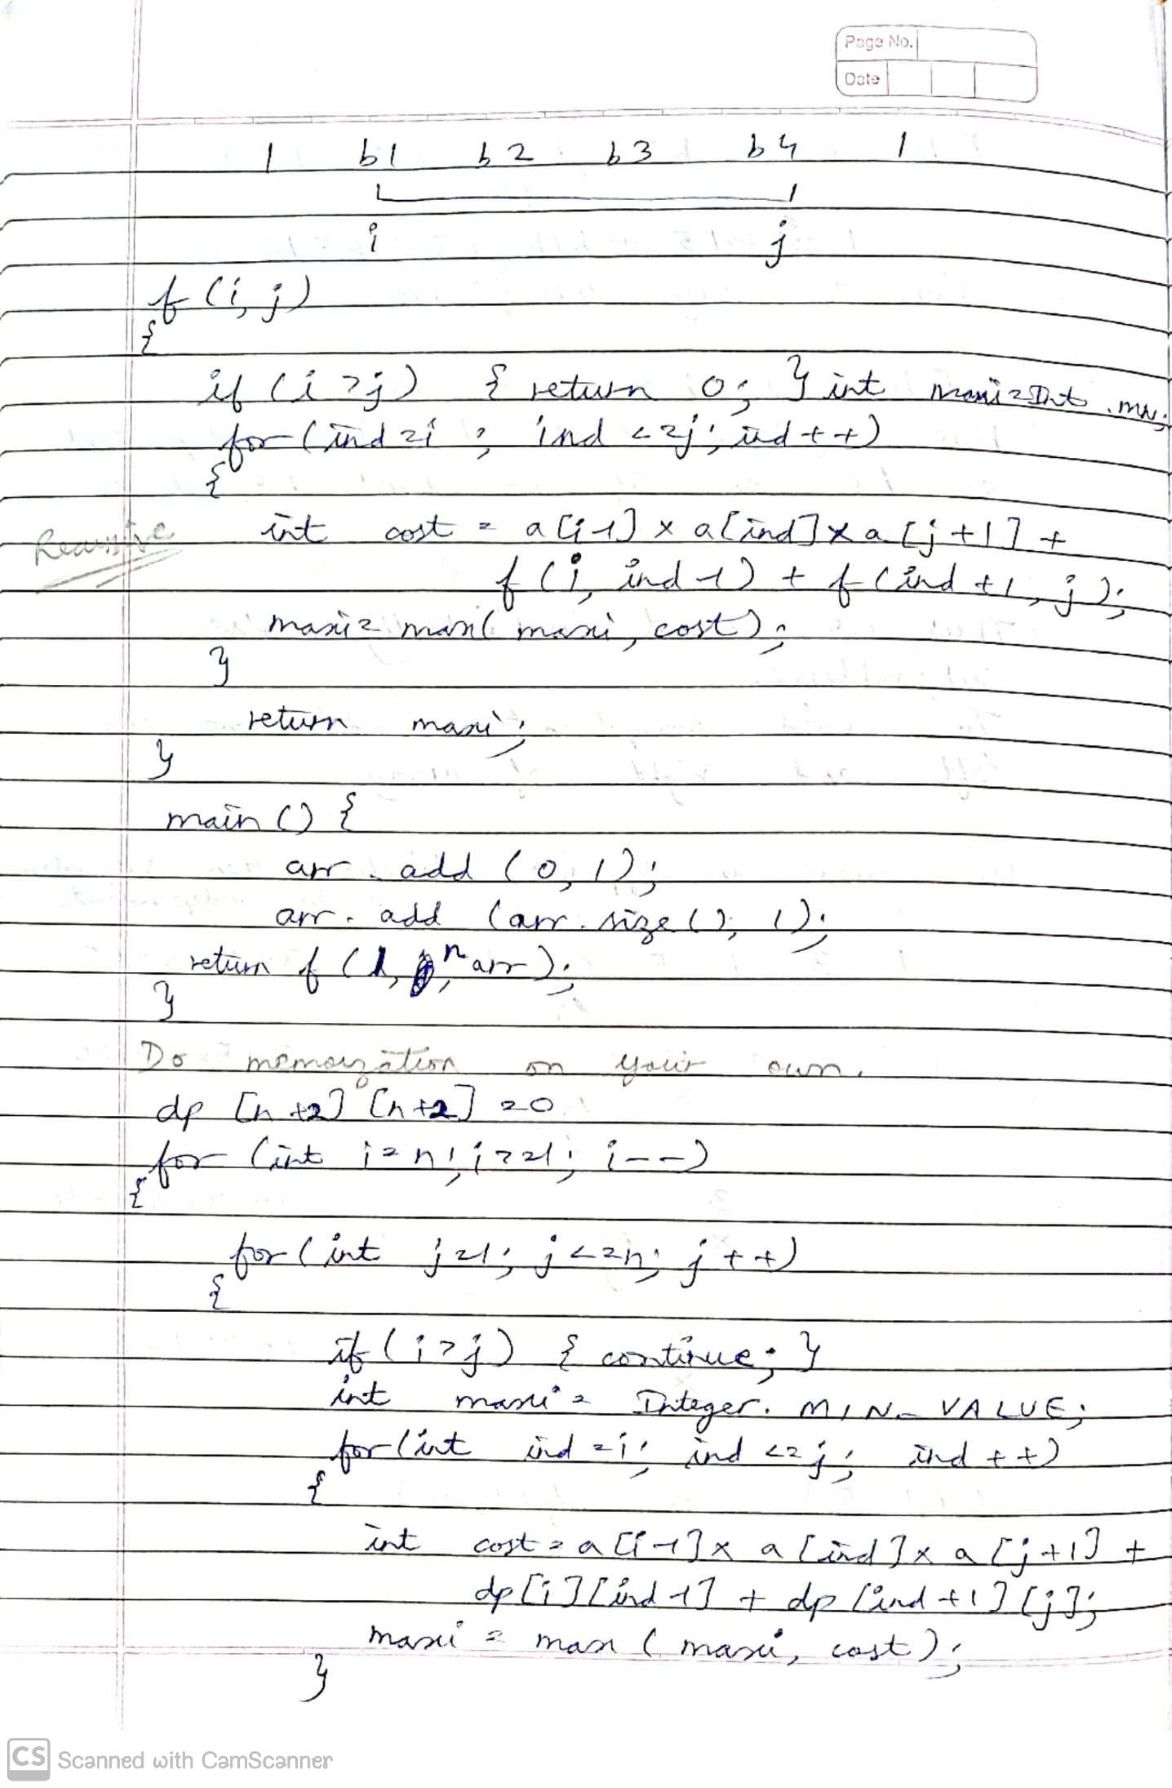 Page No.
Date
1 b1 b2 b3 b4 1
i j
f (i, j)
{
if (i > j) { return 0; } int maxi = Int.min;
for (ind = i ; ind <= j ; ind ++)
{
Recursive int cost = a[i-1] x a[ind] x a[j+1] +
f (i, ind -1) + f (ind +1, j);
maxi = max( maxi, cost);
}
return maxi;
}
main () {
arr. add (0, 1);
arr. add (arr. size (), 1);
return f (1, n, arr);
}
Do memoization on your own.
dp [n +2] [n +2] = 0
for (int i = n; i >= 1; i--)
{
for (int j = 1; j <= n; j ++)
{
if (i > j) { continue; }
int maxi = Integer. MIN_VALUE;
for (int ind = i; ind <= j; ind ++)
{
int cost = a [i-1] x a [ind] x a [j+1] +
dp [i] [ind -1] + dp [ind +1] [j];
maxi = max ( maxi, cost);
}
CS Scanned with CamScanner